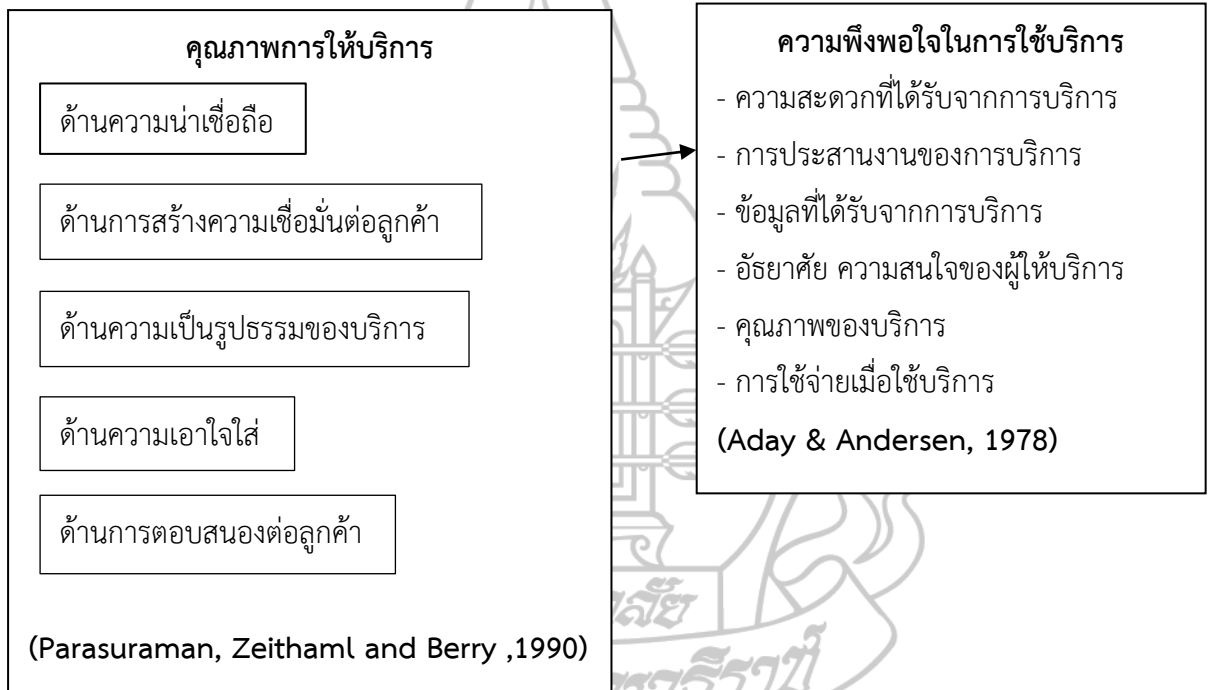 คุณภาพการให้บริการ
ด้านความน่าเชื่อถือ
ด้านการสร้างความเชื่อมั่นต่อลูกค้า
ด้านความเป็นรูปธรรมของบริการ
ด้านความเอาใจใส่
ด้านการตอบสนองต่อลูกค้า
(Parasuraman, Zeithaml and Berry ,1990)
ความพึงพอใจในการใช้บริการ
- ความสะดวกที่ได้รับจากการบริการ
- การประสานงานของการบริการ
- ข้อมูลที่ได้รับจากการบริการ
- อัธยาศัย ความสนใจของผู้ให้บริการ
- คุณภาพของบริการ
- การใช้จ่ายเมื่อใช้บริการ
(Aday & Andersen, 1978)